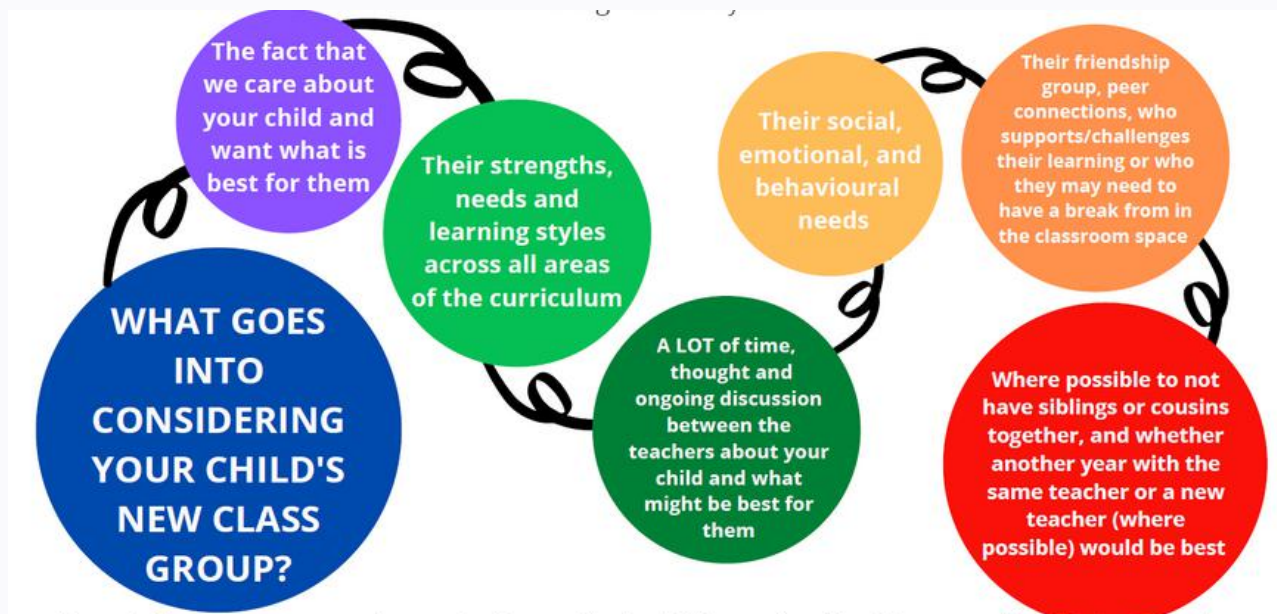 WHAT GOES
INTO
CONSIDERING
YOUR CHILD'S
NEW CLASS
GROUP?
The fact that
we care about
your child and
want what is
best for them
Their strengths,
needs and
learning styles
across all areas
of the curriculum
A LOT of time,
thought and
ongoing discussion
between the
teachers about your
child and what
might be best for
them
Their social,
emotional, and
behavioural
needs
Their friendship
group, peer
connections, who
supports/challenges
their learning or who
they may need to
have a break from in
the classroom space
Where possible to not
have siblings or cousins
together, and whether
another year with the
same teacher or a new
teacher (where
possible) would be best